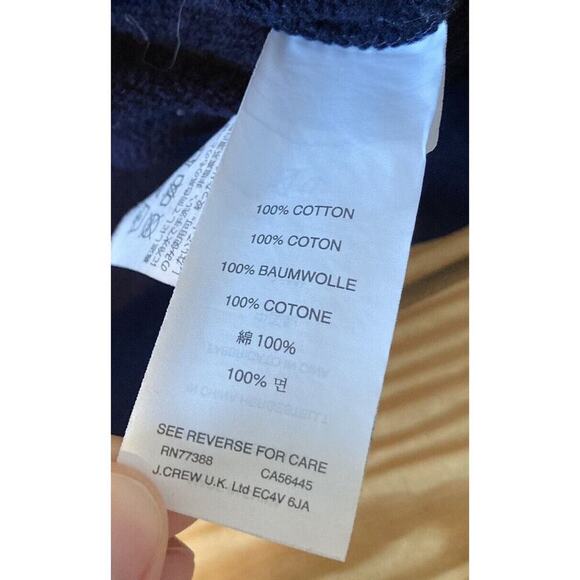 100% COTTON
100% COTON
100% BAUMWOLLE
100% COTONE
綿 100%
100% 면
SEE REVERSE FOR CARE
RN77388 CA56445
J.CREW U.K. Ltd EC4V 6JA